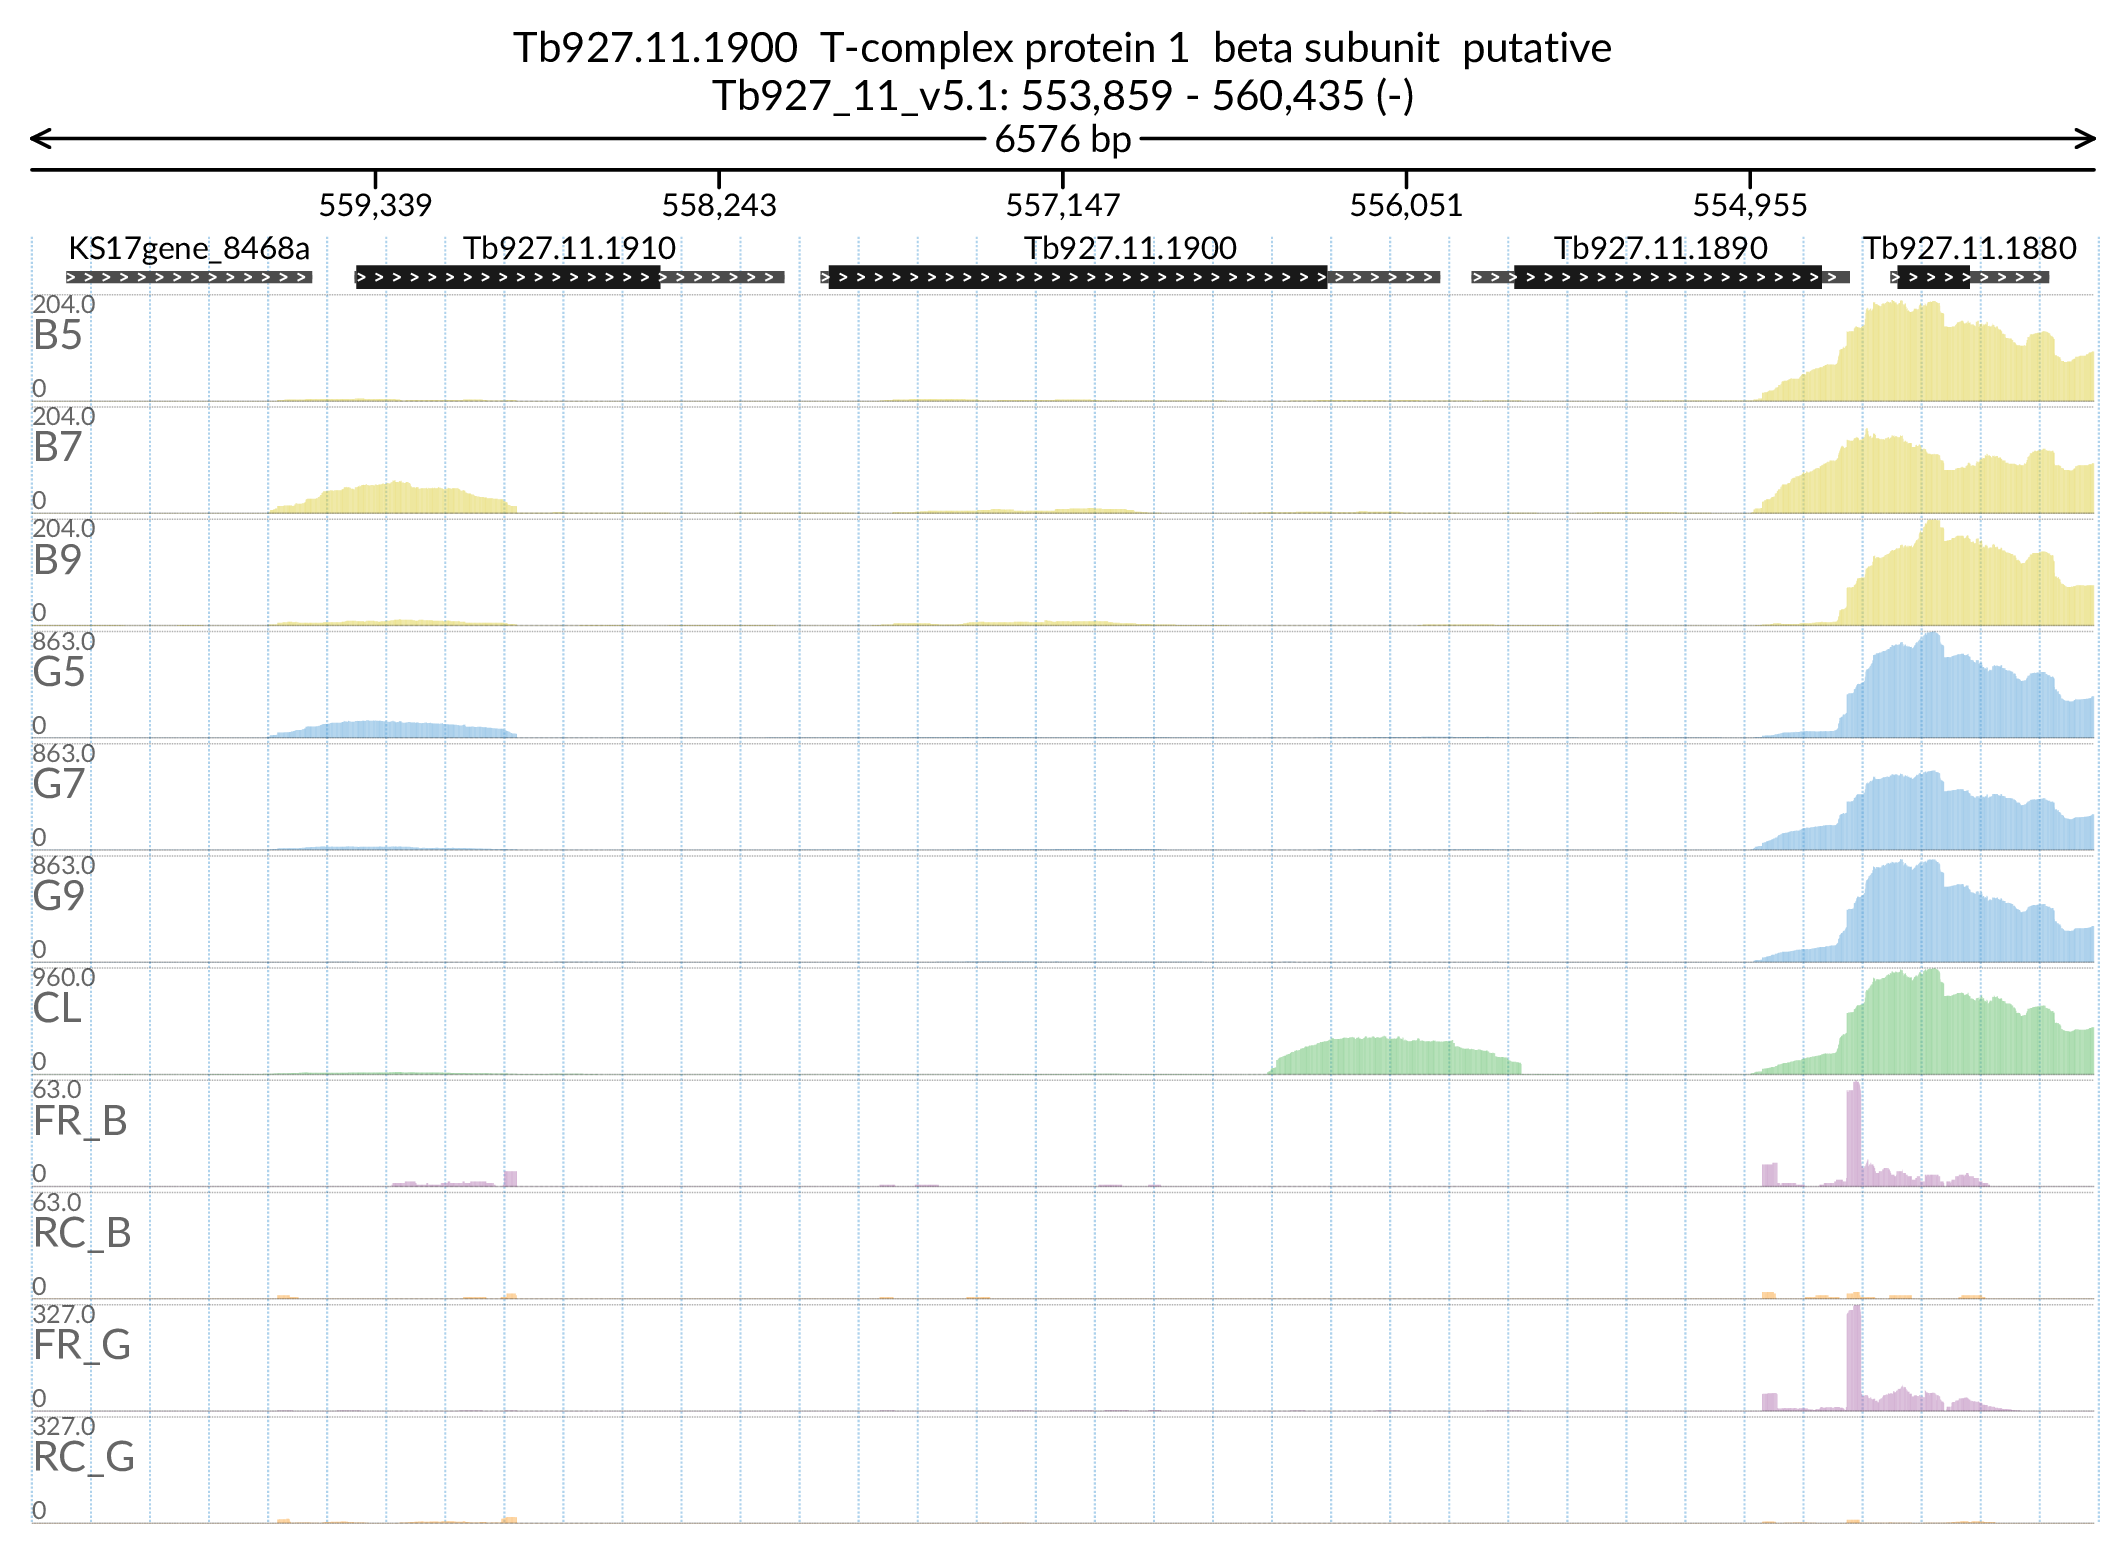 Tb927.11.1900 T-complex protein 1 beta subunit putative
Tb927_11_v5.1: 553,859 - 560,435 (-)
6576 bp
559,339 558,243 557,147 556,051 554,955
KS17gene_8468a Tb927.11.1910 Tb927.11.1900 Tb927.11.1890 Tb927.11.1880
204.0
B5
0
204.0
B7
0
204.0
B9
0
863.0
G5
0
863.0
G7
0
863.0
G9
0
960.0
CL
0
63.0
FR_B
0
63.0
RC_B
0
327.0
FR_G
0
327.0
RC_G
0